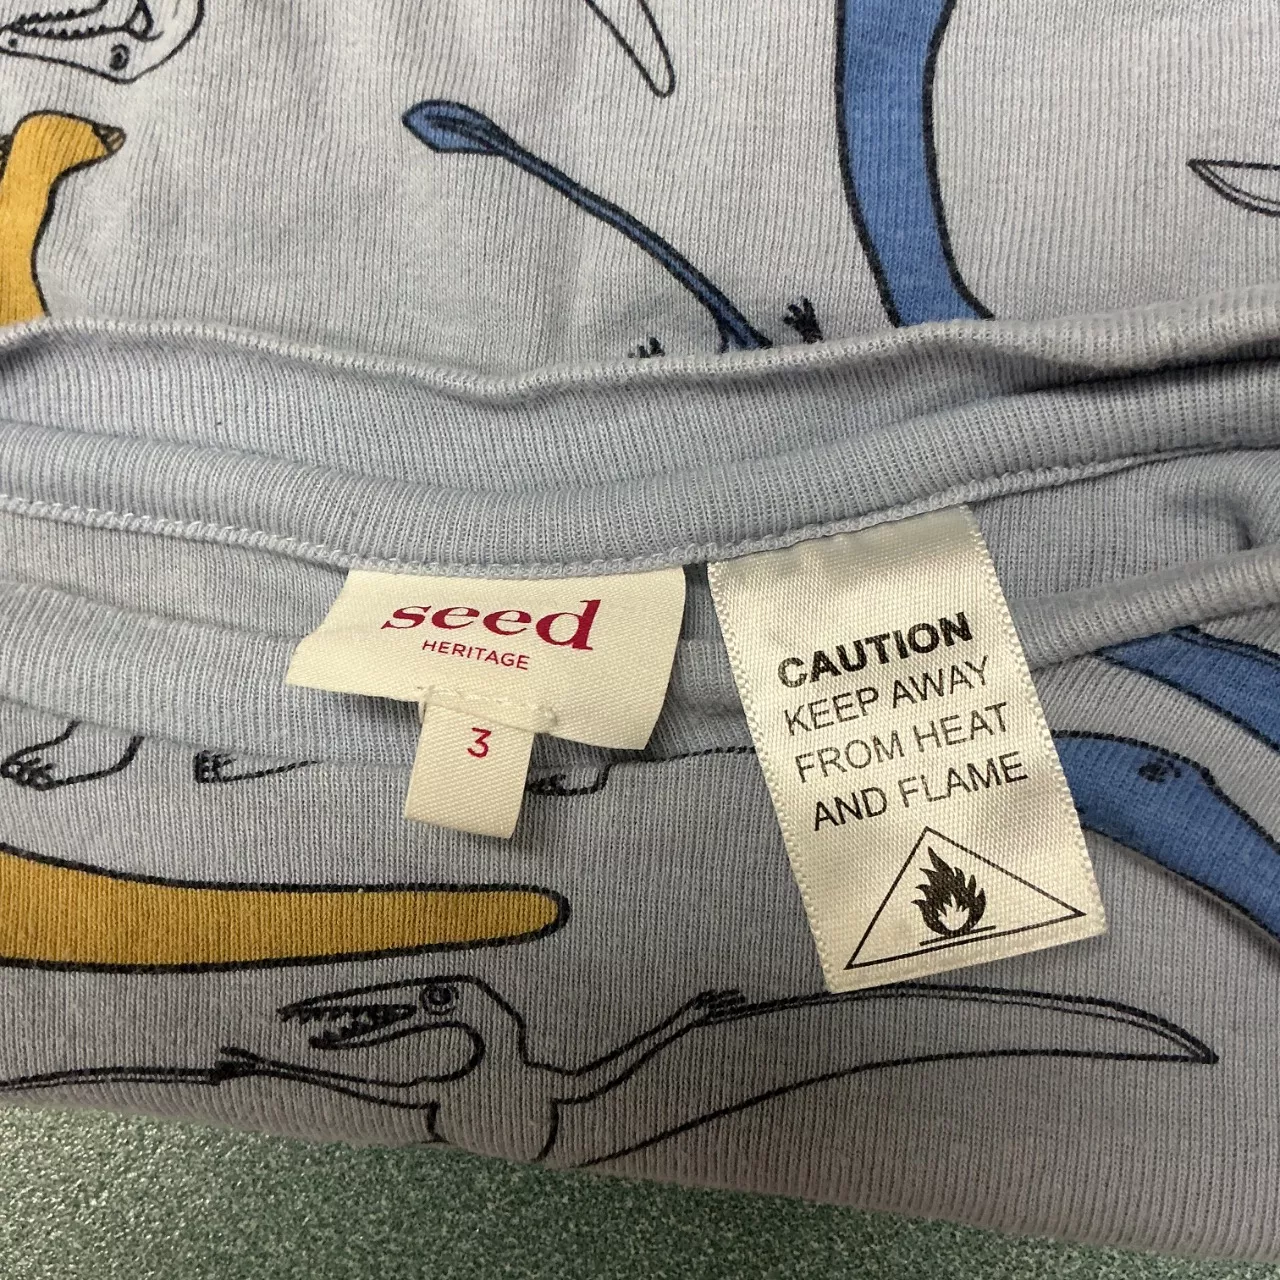 seed
HERITAGE
3
CAUTION
KEEP AWAY
FROM HEAT
AND FLAME